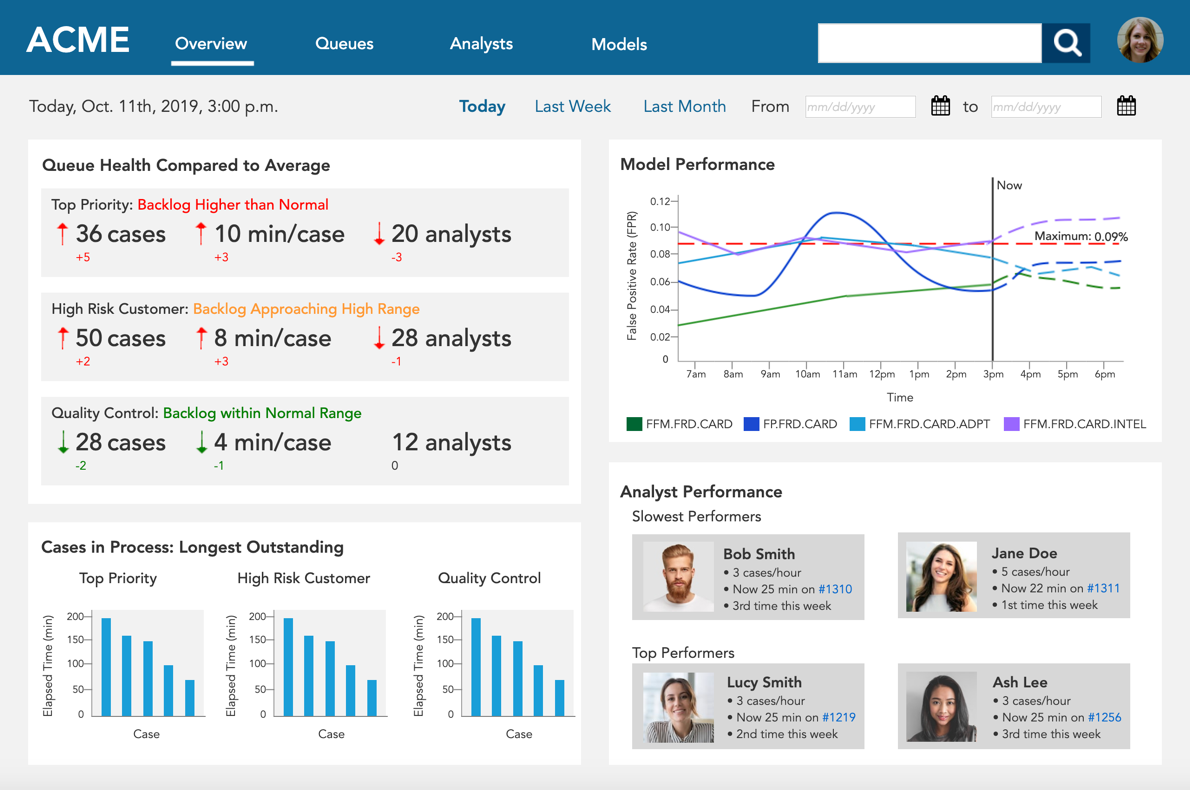 ACME
Overview
Queues
Analysts
Models
Today, Oct. 11th, 2019, 3:00 p.m.
Today
Last Week
Last Month
From
mm/dd/yyyy
to
mm/dd/yyyy
Queue Health Compared to Average
Top Priority: Backlog Higher than Normal
36 cases
10 min/case
20 analysts
+5
+3
-3
High Risk Customer: Backlog Approaching High Range
50 cases
8 min/case
28 analysts
+2
+3
-1
Quality Control: Backlog within Normal Range
28 cases
4 min/case
12 analysts
-2
-1
0
Cases in Process: Longest Outstanding
Top Priority
Elapsed Time (min)
200
150
100
50
0
Case
High Risk Customer
Elapsed Time (min)
200
150
100
50
0
Case
Quality Control
Elapsed Time (min)
200
150
100
50
0
Case
Model Performance
Now
Maximum: 0.09%
False Positive Rate (FPR)
0.12
0.10
0.08
0.06
0.04
0.02
0
7am
8am
9am
10am
11am
12pm
1pm
2pm
3pm
4pm
5pm
6pm
Time
FFM.FRD.CARD
FP.FRD.CARD
FFM.FRD.CARD.ADPT
FFM.FRD.CARD.INTEL
Analyst Performance
Slowest Performers
Bob Smith
• 3 cases/hour
• Now 25 min on #1310
• 3rd time this week
Jane Doe
• 5 cases/hour
• Now 22 min on #1311
• 1st time this week
Top Performers
Lucy Smith
• 3 cases/hour
• Now 25 min on #1219
• 2nd time this week
Ash Lee
• 3 cases/hour
• Now 25 min on #1256
• 3rd time this week